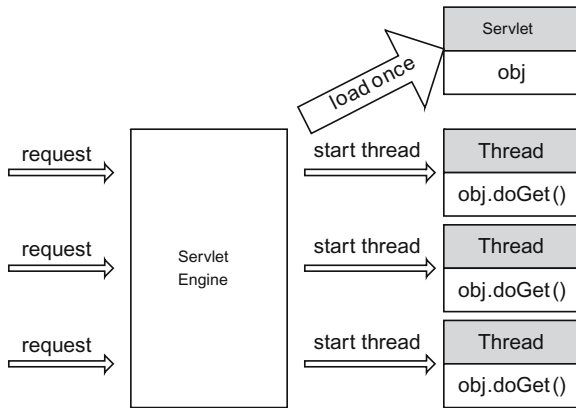 Servlet
obj
load once
request
start thread
Thread
obj.doGet()
request
Servlet
Engine
start thread
Thread
obj.doGet()
request
start thread
Thread
obj.doGet()